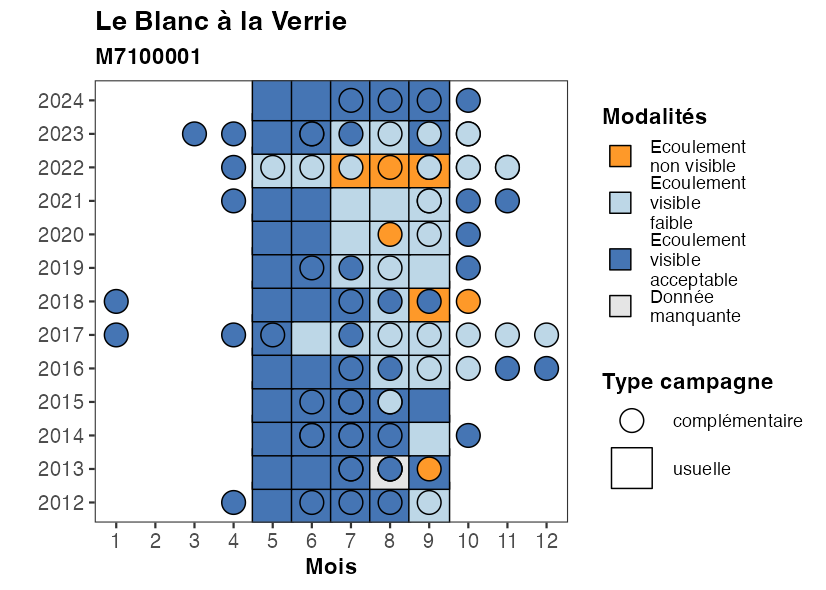 Le Blanc à la Verrie
M7100001
2024
2023
2022
2021
2020
2019
2018
2017
2016
2015
2014
2013
2012
1 2 3 4 5 6 7 8 9 10 11 12
Mois
Modalités
Ecoulement
non visible
Ecoulement
visible
faible
Ecoulement
visible
acceptable
Donnée
manquante
Type campagne
complémentaire
usuelle